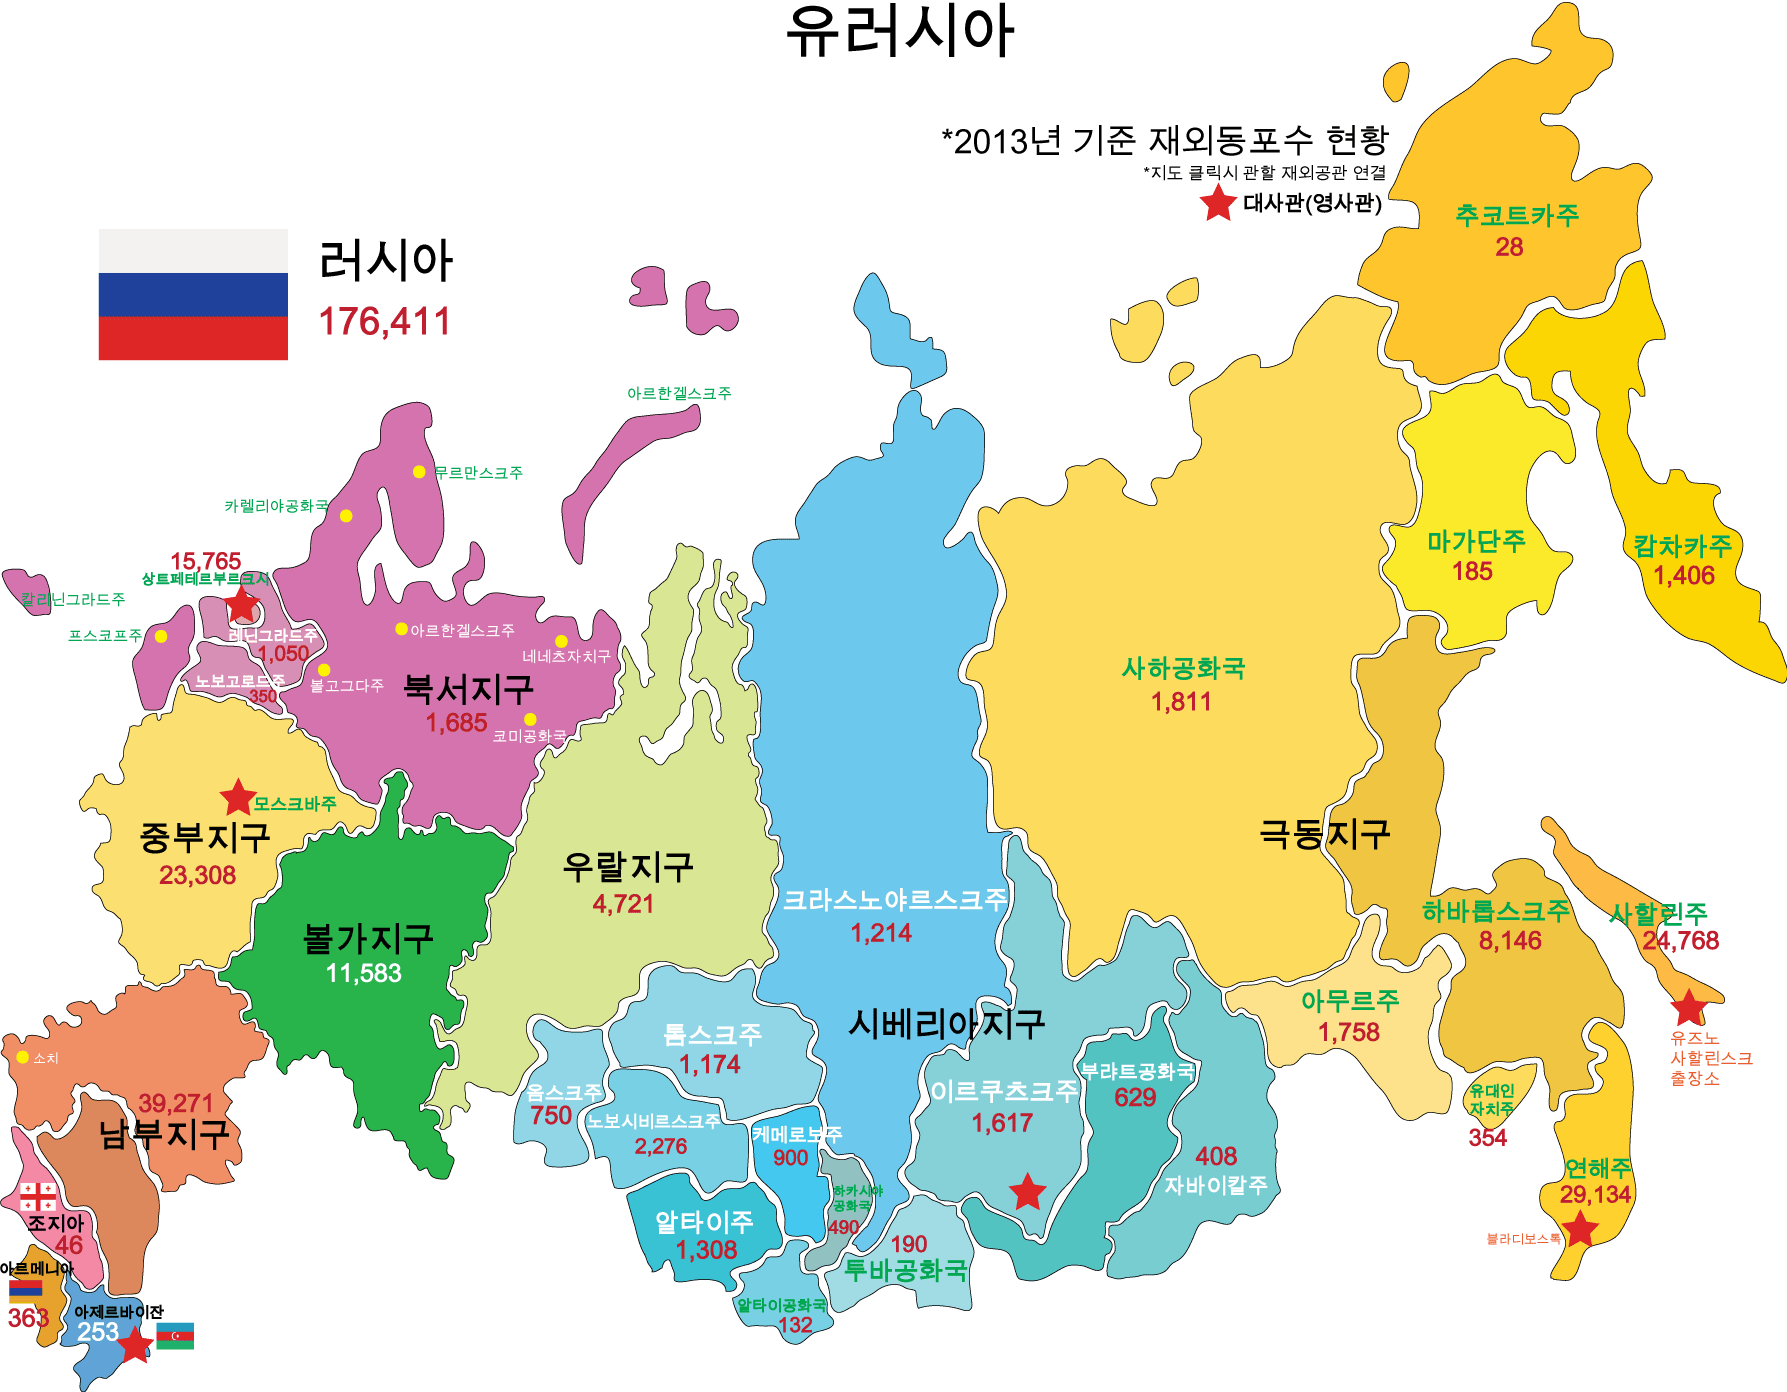 유러시아
*2013년 기준 재외동포수 현황
*지도 클릭시 관할 재외공관 연결
대사관(영사관)
러시아
176,411
추코트카주
28
아르한겔스크주
무르만스크주
카렐리야공화국
15,765
상트페테르부르크시
칼리닌그라드주
프스코프주
레닌그라드주
1,050
노보고로드주
350
볼고그다주
아르한겔스크주
네네츠자치구
북서지구
1,685
코미공화국
마가단주
185
캄차카주
1,406
사하공화국
1,811
모스크바주
중부지구
23,308
우랄지구
4,721
극동지구
볼가지구
11,583
크라스노야르스크주
1,214
하바롭스크주
8,146
사할린주
24,768
아무르주
1,758
시베리아지구
유즈노
사할린스크
출장소
소치
톰스크주
1,174
옴스크주
750
노보시비르스크주
2,276
케메로보주
900
이르쿠츠크주
1,617
부랴트공화국
629
유대인
자치주
354
39,271
남부지구
408
자바이칼주
연해주
29,134
블라디보스톡
하카시야
공화국
490
알타이주
1,308
190
투바공화국
알타이공화국
132
조지아
46
아르메니아
363
아제르바이잔
253